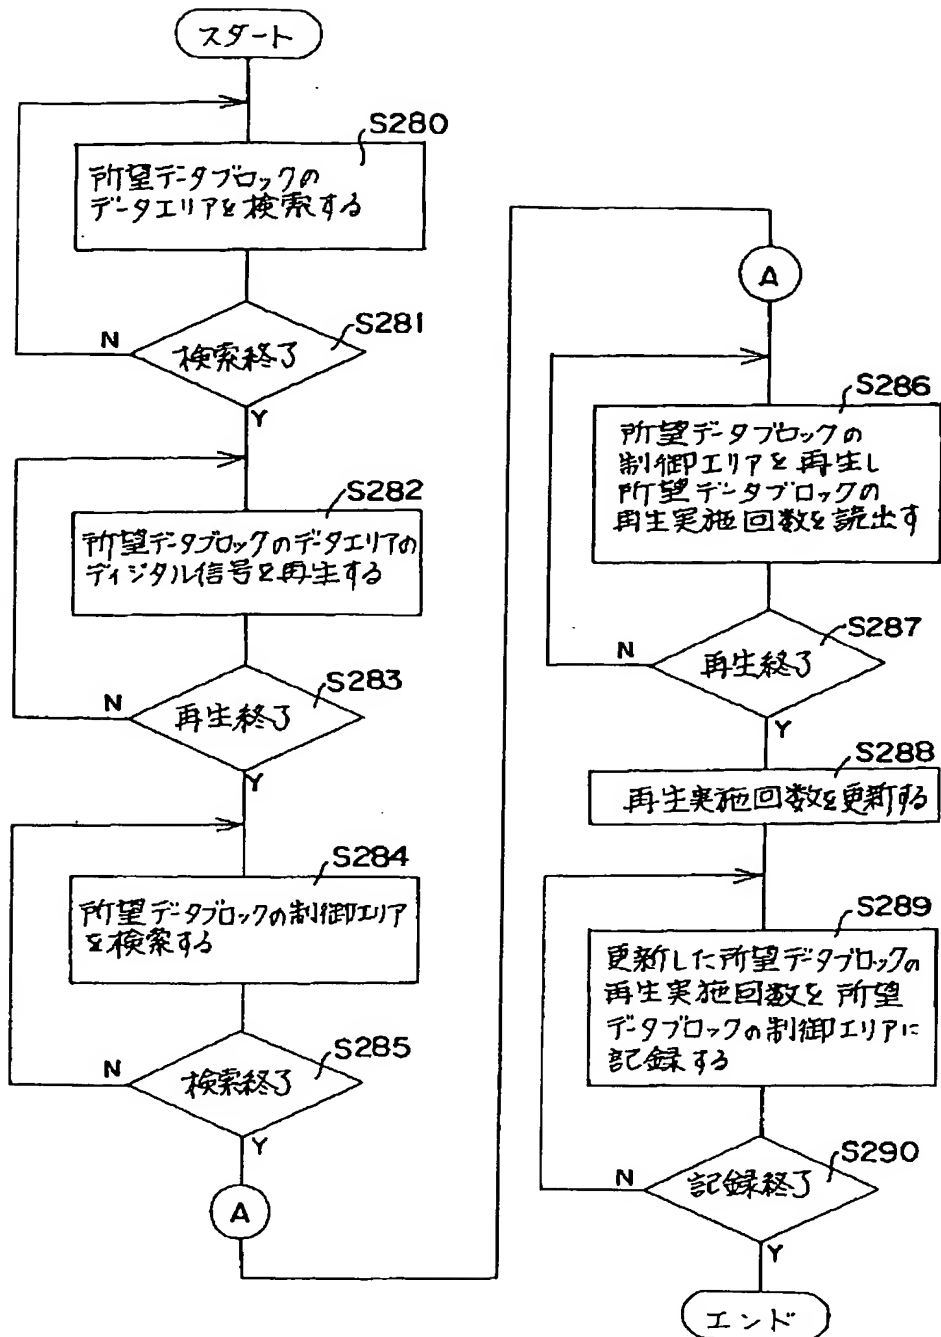 スタート
S280
所望データブロックの
データエリアを検索する
S281
検索終了
N
Y
S282
所望データブロックのデータエリアの
ディジタル信号を再生する
S283
再生終了
N
Y
S284
所望データブロックの制御エリア
を検索する
S285
検索終了
N
Y
A
A
S286
所望データブロックの
制御エリアを再生し
所望データブロックの
再生実施回数を読出す
S287
再生終了
N
Y
S288
再生実施回数を更新する
S289
更新した所望データブロックの
再生実施回数を所望
データブロックの制御エリアに
記録する
S290
記録終了
N
Y
エンド